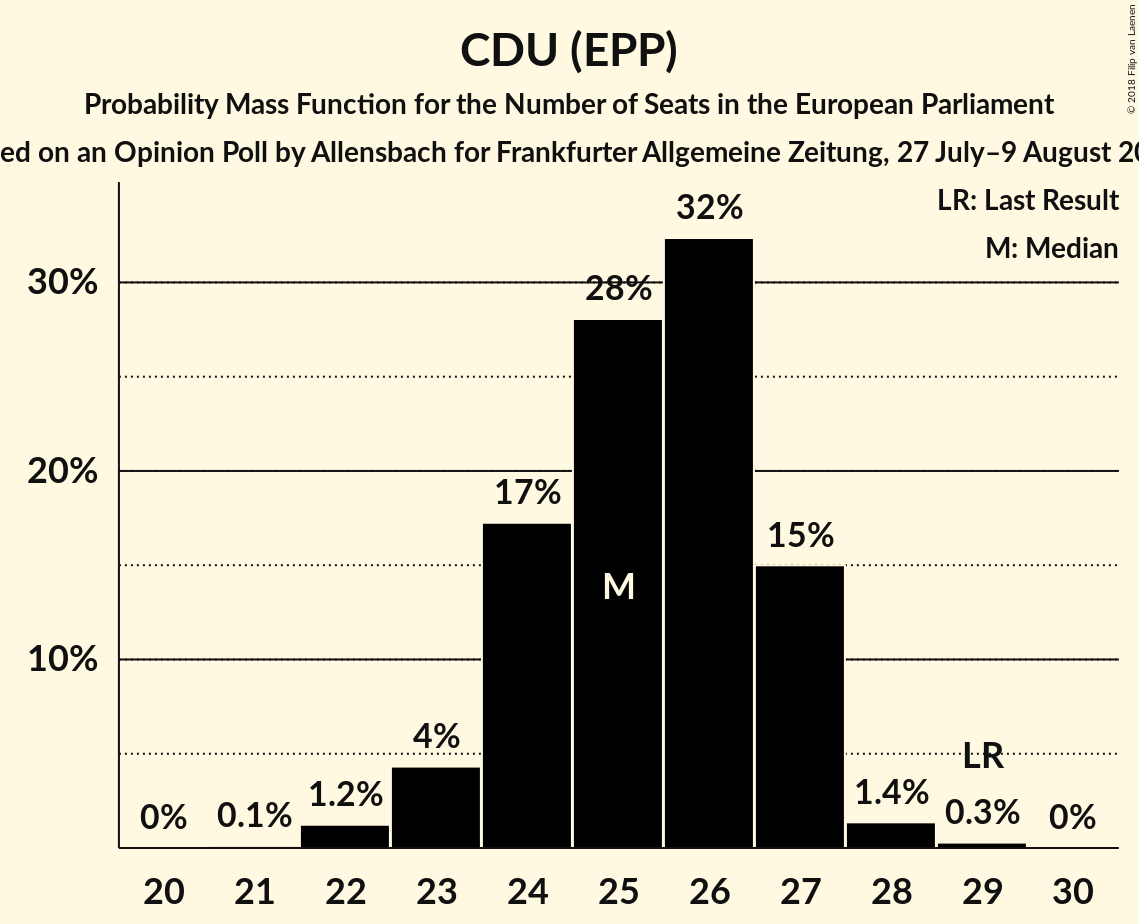 © 2018 Filip van Laenen
CDU (EPP)
Probability Mass Function for the Number of Seats in the European Parliament
ed on an Opinion Poll by Allensbach for Frankfurter Allgemeine Zeitung, 27 July–9 August 20
LR: Last Result
M: Median
32%
30%
28%
20%
17%
15%
M
10%
4%
LR
1.2%
1.4%
0.3%
0%
0.1%
0%
20 21 22 23 24 25 26 27 28 29 30